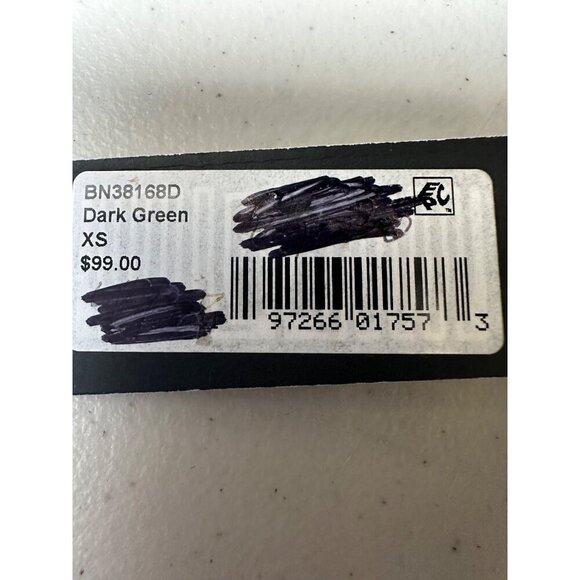 BN38168D
Dark Green
XS
$99.00
97266 01757 3